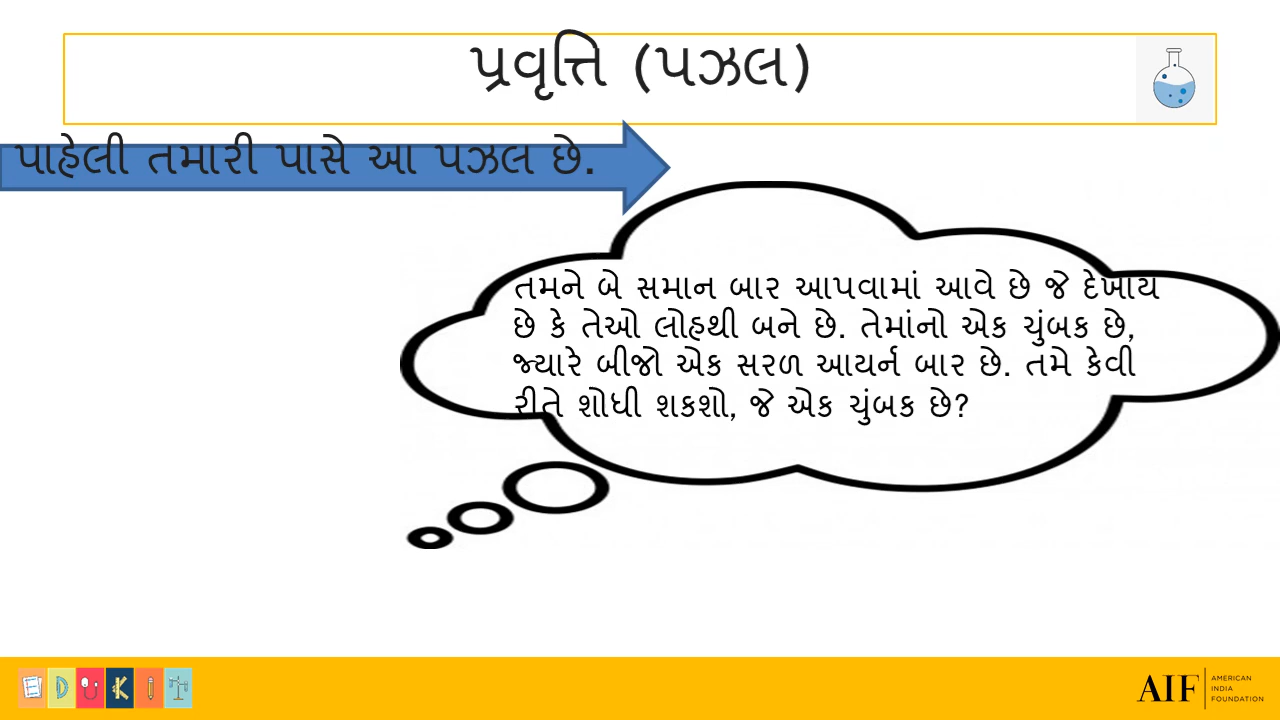 પ્રવૃત્તિ (પઝલ)
પાહેલી તમારી પાસે આ પઝલ છે.
તમને બે સમાન બાર આપવામાં આવે છે જે દેખાય
છે કે તેઓ લોહથી બને છે. તેમાંનો એક ચુંબક છે,
જ્યારે બીજો એક સરળ આયર્ન બાર છે. તમે કેવી
રીતે શોધી શકશો, જે એક ચુંબક છે?
E D U K I T
AIF AMERICAN
INDIA
FOUNDATION